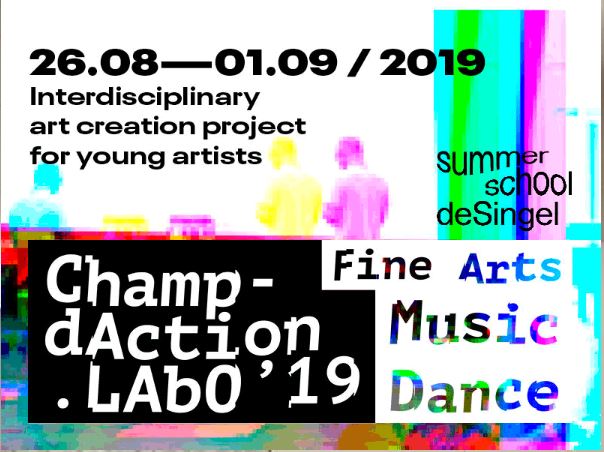 26.08—01.09 / 2019
Interdisciplinary
art creation project
for young artists
summer
school
deSingel
Champ-
dAction
.LAbO’19
Fine Arts
Music
Dance